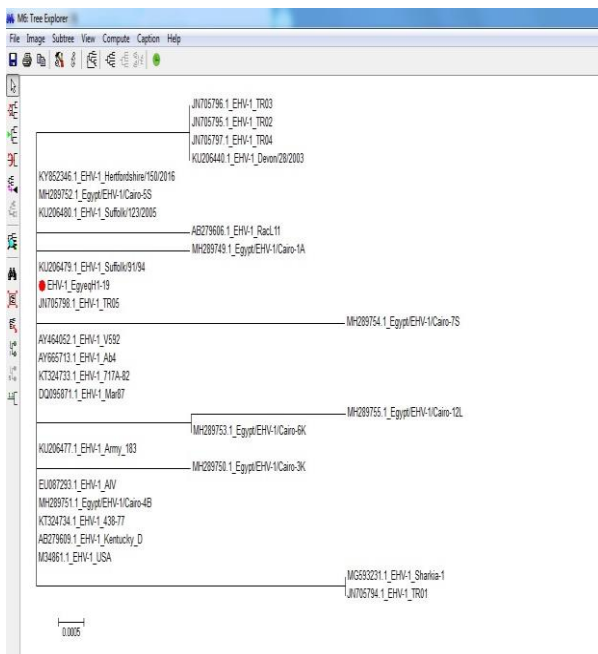 M6: Tree Explorer
File Image Subtree View Compute Caption Help
JN705796.1_EHV-1_TR03
JN705795.1_EHV-1_TR02
JN705797.1_EHV-1_TR04
KU206440.1_EHV-1_Devon/28/2003
KY852346.1_EHV-1_Hertfordshire/150/2016
MH289752.1_Egypt/EHV-1/Cairo-5S
KU206480.1_EHV-1_Suffolk/123/2005
AB279606.1_EHV-1_RacL11
MH289749.1_Egypt/EHV-1/Cairo-1A
KU206479.1_EHV-1_Suffolk/91/94
EHV-1_EgyeqH1-19
JN705798.1_EHV-1_TR05
MH289754.1_Egypt/EHV-1/Cairo-7S
AY464052.1_EHV-1_V592
AY665713.1_EHV-1_Ab4
KT324733.1_EHV-1_717A-82
DQ095871.1_EHV-1_Mar87
MH289755.1_Egypt/EHV-1/Cairo-12L
MH289753.1_Egypt/EHV-1/Cairo-6K
KU206477.1_EHV-1_Army_183
MH289750.1_Egypt/EHV-1/Cairo-3K
EU087293.1_EHV-1_AIV
MH289751.1_Egypt/EHV-1/Cairo-4B
KT324734.1_EHV-1_438-77
AB279609.1_EHV-1_Kentucky_D
M34861.1_EHV-1_USA
MG593231.1_EHV-1_Sharkia-1
JN705794.1_EHV-1_TR01
0.0005